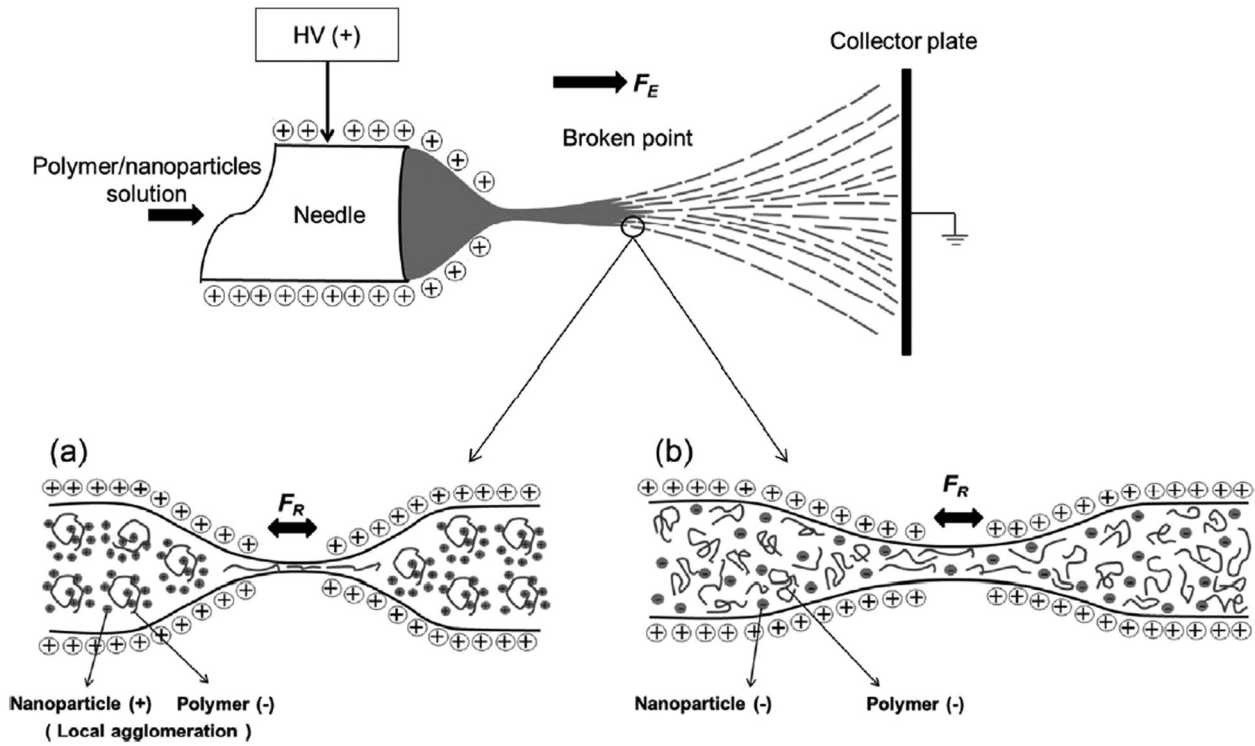 HV (+)
Collector plate
F_E
Broken point
Polymer/nanoparticles
solution
Needle
(a)
(b)
F_R
F_R
Nanoparticle (+) Polymer (-)
( Local agglomeration )
Nanoparticle (-) Polymer (-)